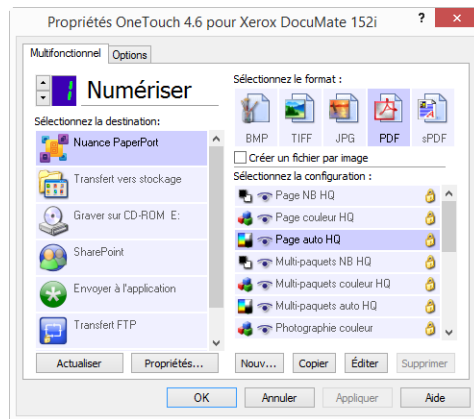 Propriétés OneTouch 4.6 pour Xerox DocuMate 152i
? ×
Multifonctionnel Options
1 Numériser
Sélectionnez la destination:
Nuance PaperPort
Transfert vers stockage
Graver sur CD-ROM E:
SharePoint
Envoyer à l'application
Transfert FTP
Actualiser Propriétés...
Sélectionnez le format :
BMP TIFF JPG PDF sPDF
Créer un fichier par image
Sélectionnez la configuration :
Page NB HQ
Page couleur HQ
Page auto HQ
Multi-paquets NB HQ
Multi-paquets couleur HQ
Multi-paquets auto HQ
Photographie couleur
Nouv... Copier Éditer Supprimer
OK Annuler Appliquer Aide